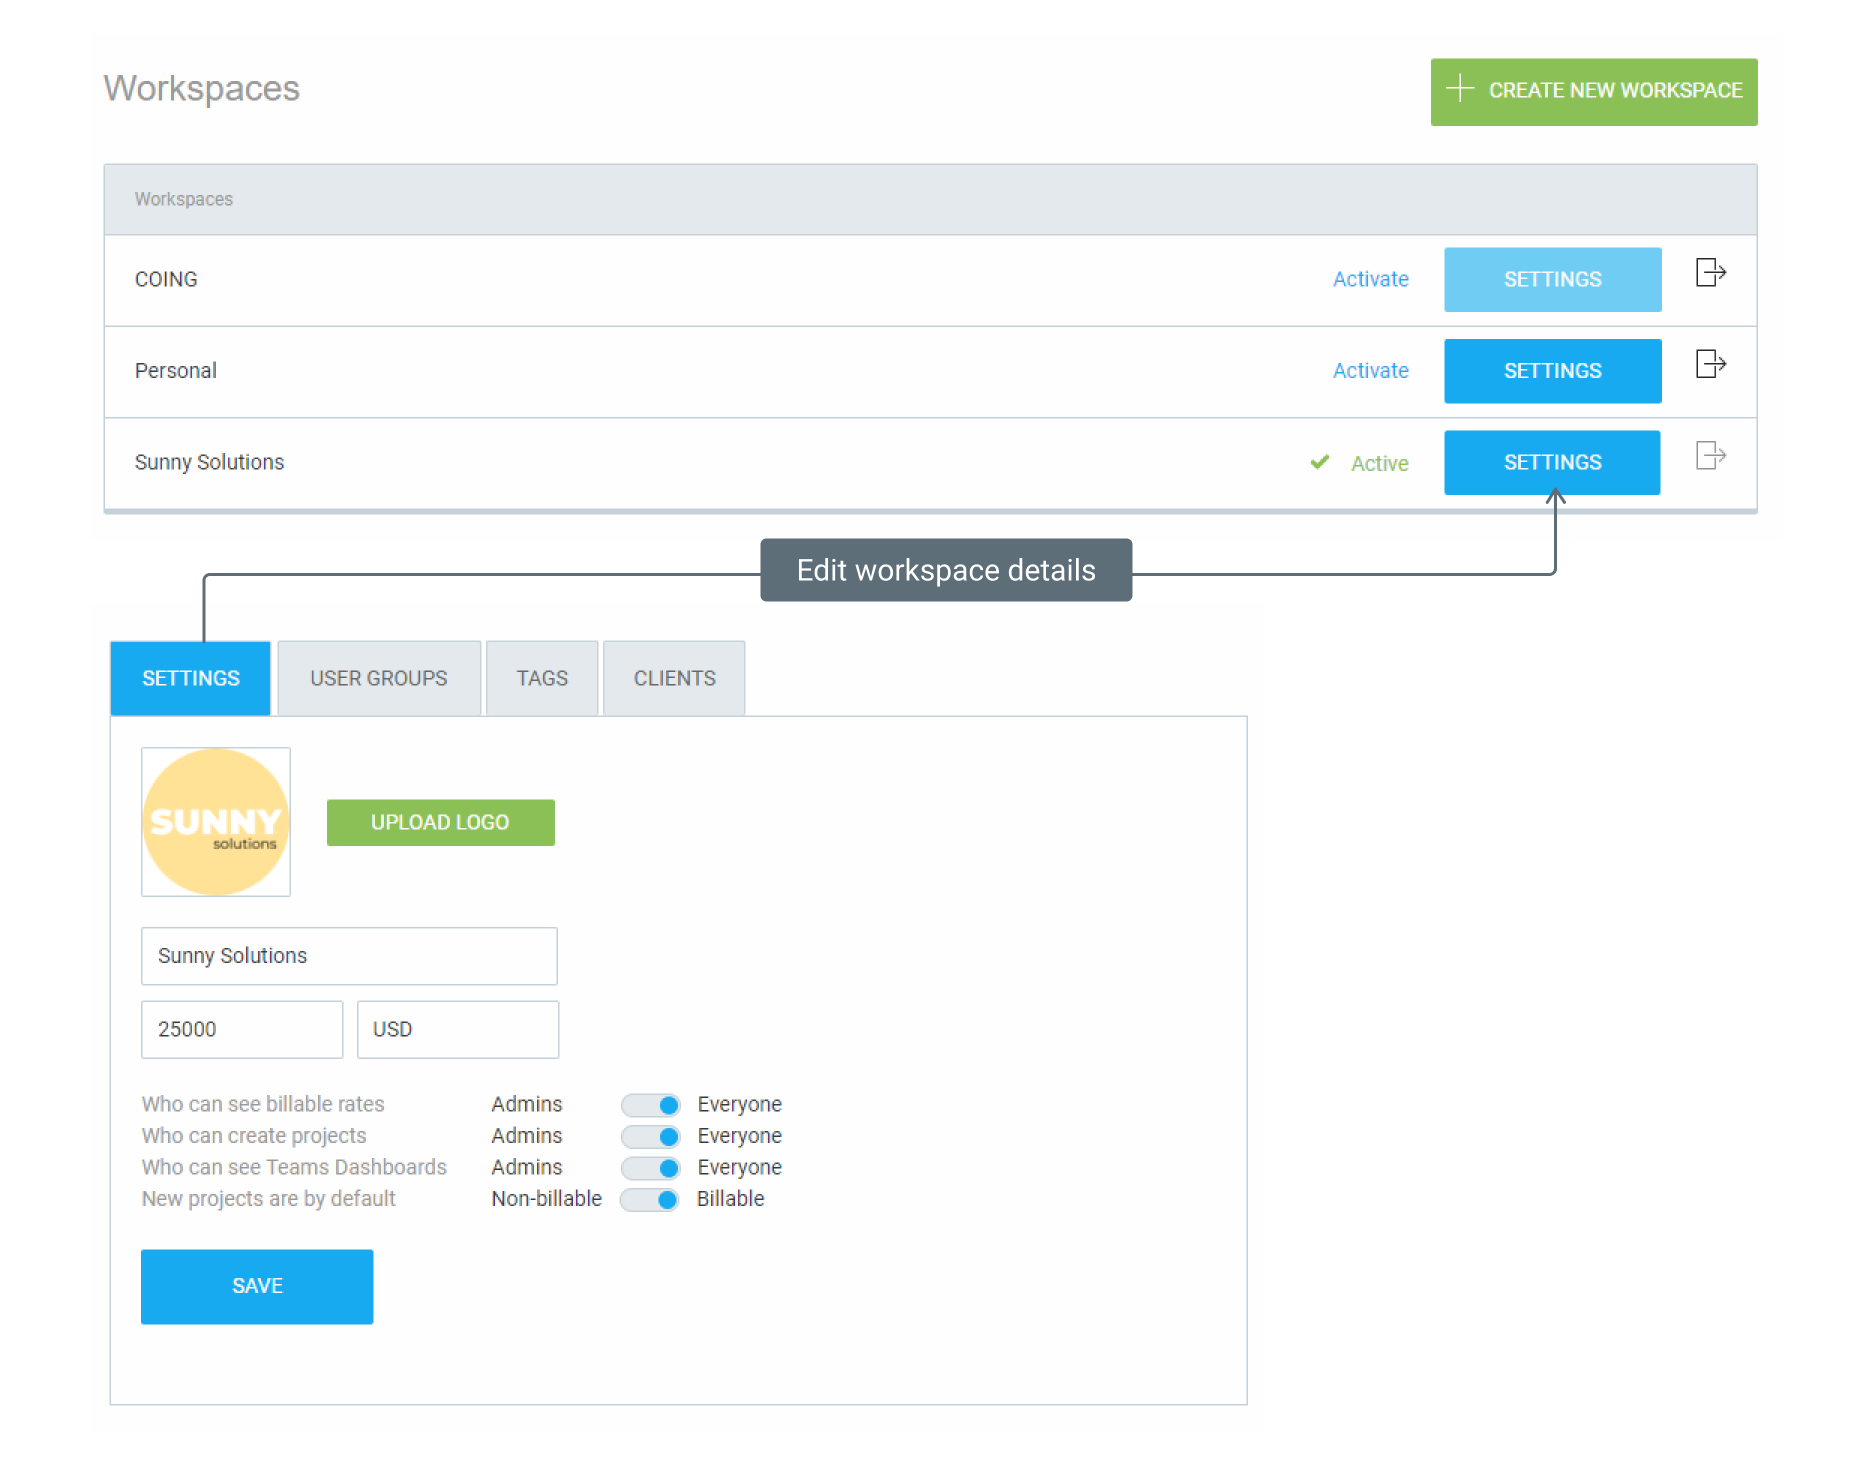 Workspaces
CREATE NEW WORKSPACE
Workspaces
COING Activate SETTINGS
Personal Activate SETTINGS
Sunny Solutions Active SETTINGS
Edit workspace details
SETTINGS USER GROUPS TAGS CLIENTS
SUNNY
solutions
UPLOAD LOGO
Sunny Solutions
25000 USD
Who can see billable rates Admins Everyone
Who can create projects Admins Everyone
Who can see Teams Dashboards Admins Everyone
New projects are by default Non-billable Billable
SAVE